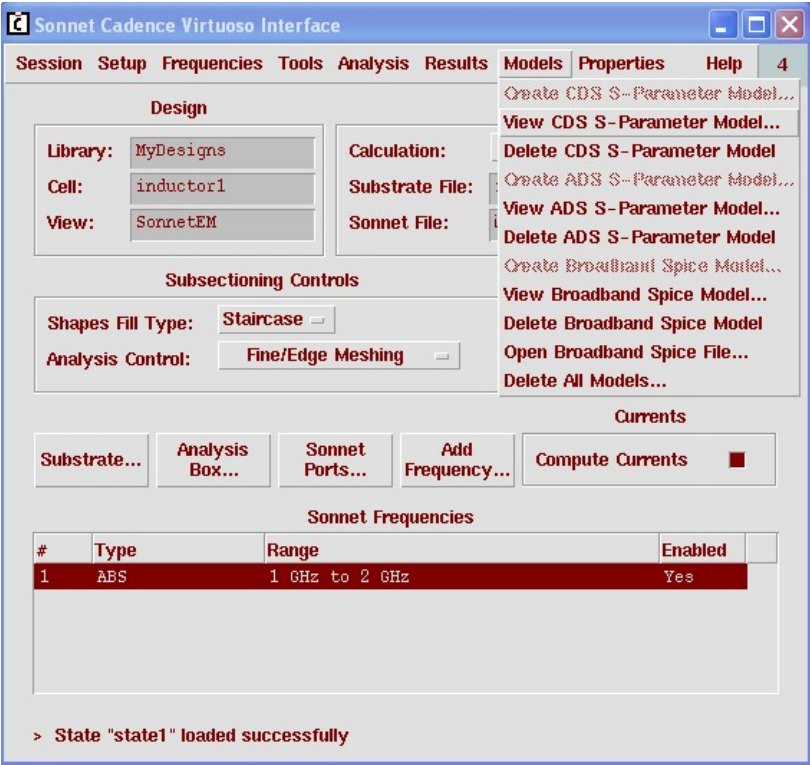 Sonnet Cadence Virtuoso Interface
Session Setup Frequencies Tools Analysis Results Models Properties Help 4
Create CDS S-Parameter Model...
View CDS S-Parameter Model...
Delete CDS S-Parameter Model
Create ADS S-Parameter Model...
View ADS S-Parameter Model...
Delete ADS S-Parameter Model
Create Broadband Spice Model...
View Broadband Spice Model...
Delete Broadband Spice Model
Open Broadband Spice File...
Delete All Models...
Design
Library: MyDesigns
Cell: inductor1
View: SonnetEM
Calculation:
Substrate File:
Sonnet File:
Subsectioning Controls
Shapes Fill Type: Staircase
Analysis Control: Fine/Edge Meshing
Currents
Substrate...
Analysis Box...
Sonnet Ports...
Add Frequency...
Compute Currents
Sonnet Frequencies
# Type Range Enabled
1 ABS 1 GHz to 2 GHz Yes
> State "state1" loaded successfully